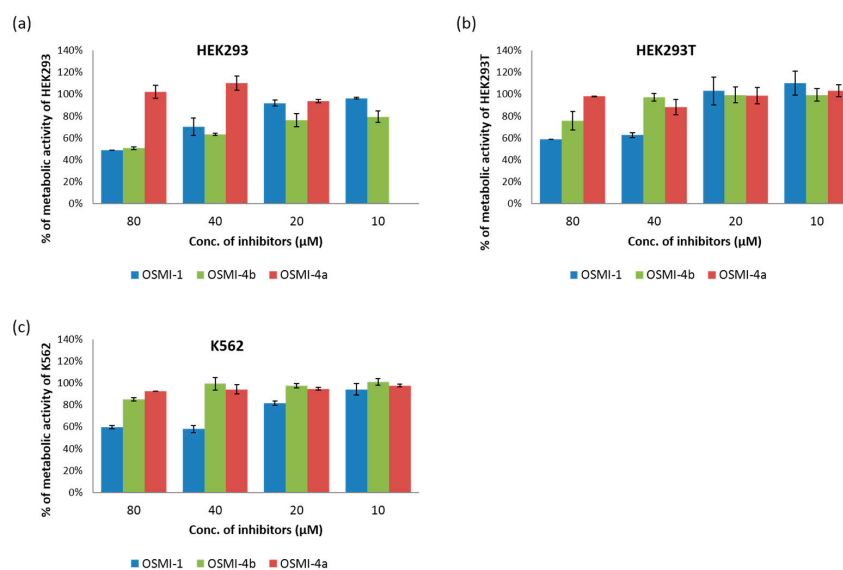 (a)
HEK293
% of metabolic activity of HEK293
140%
120%
100%
80%
60%
40%
20%
0%
80 40 20 10
Conc. of inhibitors (µM)
OSMI-1 OSMI-4b OSMI-4a
(b)
HEK293T
% of metabolic activity of HEK293T
140%
120%
100%
80%
60%
40%
20%
0%
80 40 20 10
Conc. of inhibitors (µM)
OSMI-1 OSMI-4b OSMI-4a
(c)
K562
% of metabolic activity of K562
140%
120%
100%
80%
60%
40%
20%
0%
80 40 20 10
Conc. of inhibitors (µM)
OSMI-1 OSMI-4b OSMI-4a